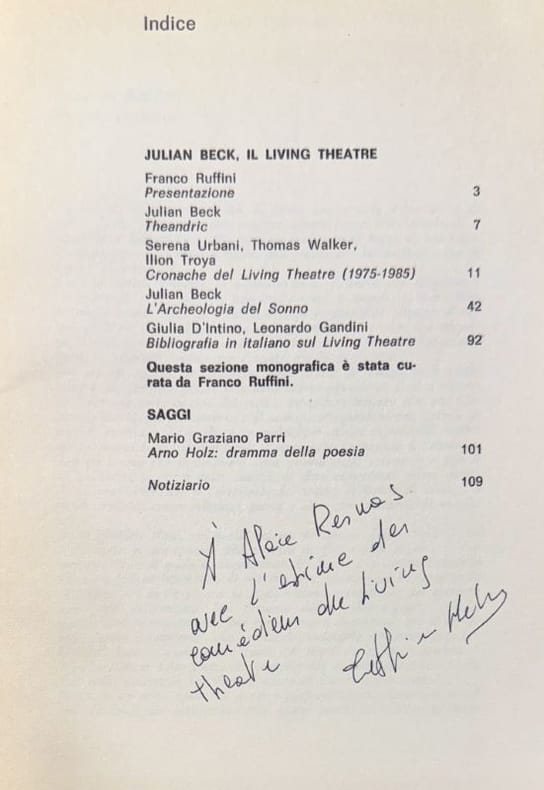 Indice
JULIAN BECK, IL LIVING THEATRE
Franco Ruffini
Presentazione 3
Julian Beck
Theandric 7
Serena Urbani, Thomas Walker,
Ilion Troya
Cronache del Living Theatre (1975-1985) 11
Julian Beck
L'Archeologia del Sonno 42
Giulia D'Intino, Leonardo Gandini
Bibliografia in italiano sul Living Theatre 92
Questa sezione monografica è stata cu-
rata da Franco Ruffini.
SAGGI
Mario Graziano Parri
Arno Holz: dramma della poesia 101
Notiziario 109
À
avec l'estime des
comédiens du Living
theatre